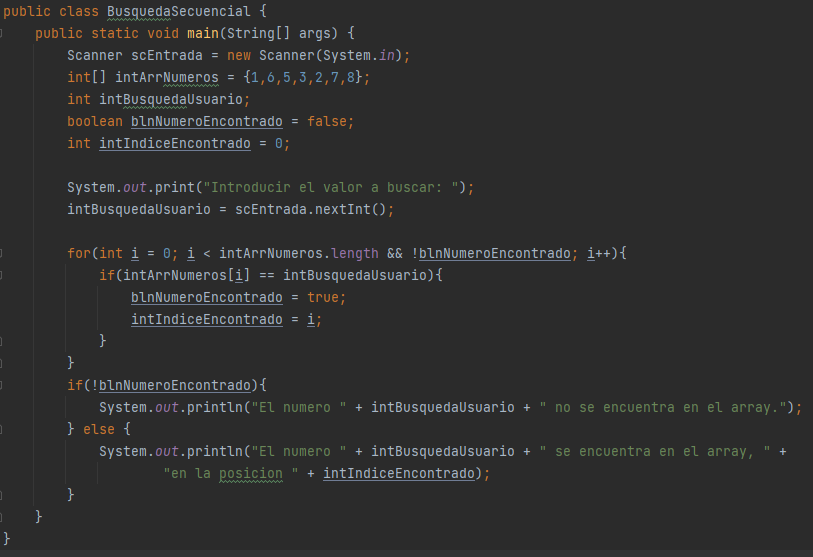 public class BusquedaSecuencial {
    public static void main(String[] args) {
        Scanner scEntrada = new Scanner(System.in);
        int[] intArrNumeros = {1,6,5,3,2,7,8};
        int intBusquedaUsuario;
        boolean blnNumeroEncontrado = false;
        int intIndiceEncontrado = 0;

        System.out.print("Introducir el valor a buscar: ");
        intBusquedaUsuario = scEntrada.nextInt();

        for(int i = 0; i < intArrNumeros.length && !blnNumeroEncontrado; i++){
            if(intArrNumeros[i] == intBusquedaUsuario){
                blnNumeroEncontrado = true;
                intIndiceEncontrado = i;
            }
        }
        if(!blnNumeroEncontrado){
            System.out.println("El numero " + intBusquedaUsuario + " no se encuentra en el array.");
        } else {
            System.out.println("El numero " + intBusquedaUsuario + " se encuentra en el array, " +
                    "en la posicion " + intIndiceEncontrado);
        }
    }
}